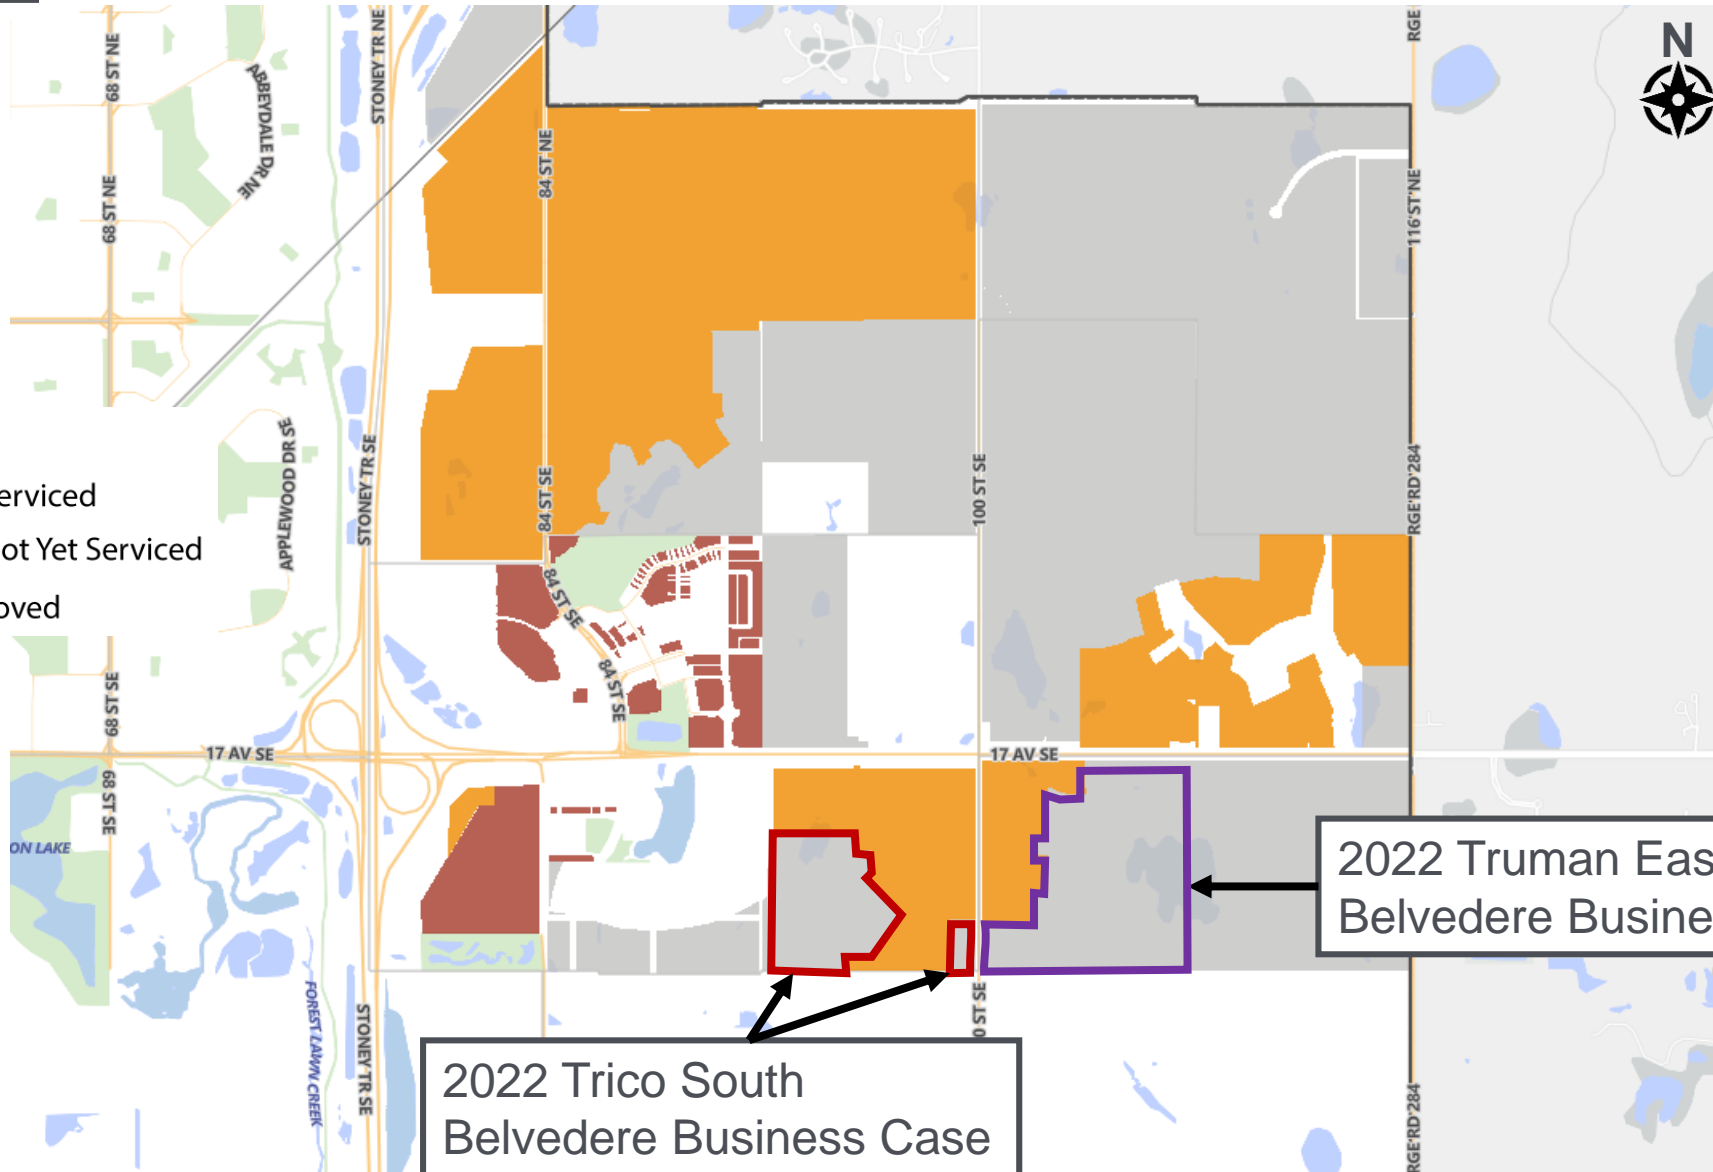 N
68 ST NE
ABBEYDALE DR NE
STONEY TR NE
RGE
84 ST NE
68 ST NE
116 ST NE
APPLEWOOD DR SE
STONEY TR SE
84 ST SE
100 ST SE
RGE RD 284
erviced
ot Yet Serviced
oved
84 ST SE
84 ST SE
68 ST SE
17 AV SE
17 AV SE
68 ST SE
ON LAKE
2022 Truman Eas
Belvedere Busine
FOREST LAWN CREEK
STONEY TR SE
0 ST SE
2022 Trico South
Belvedere Business Case
RGE RD 284